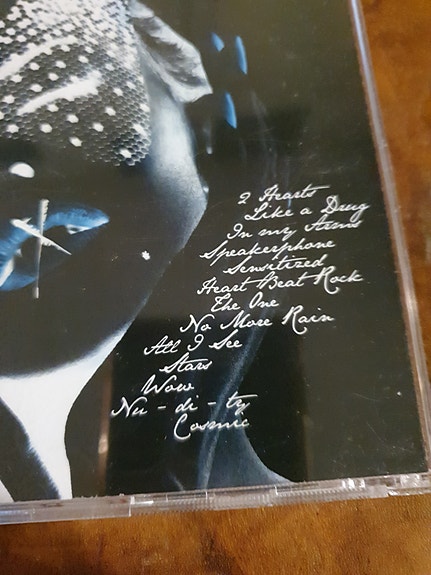 2 Hearts
Like a Drug
In my Arms
Speakerphone
Sensitized
Heart Beat Rock
The One
No More Rain
All I See
Stars
Wow
Nu - di - ty
Cosmic